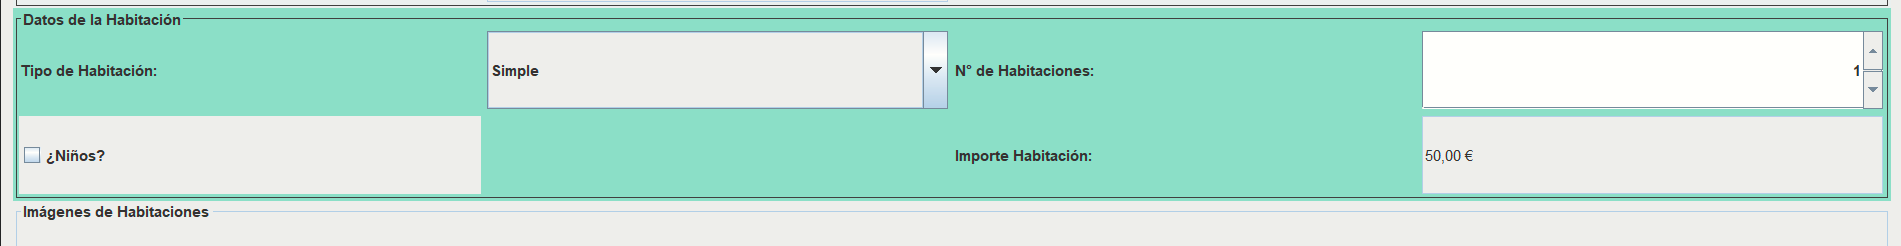 Datos de la Habitación
Tipo de Habitación:
Simple
N° de Habitaciones:
1
¿Niños?
Importe Habitación:
50,00 €
Imágenes de Habitaciones